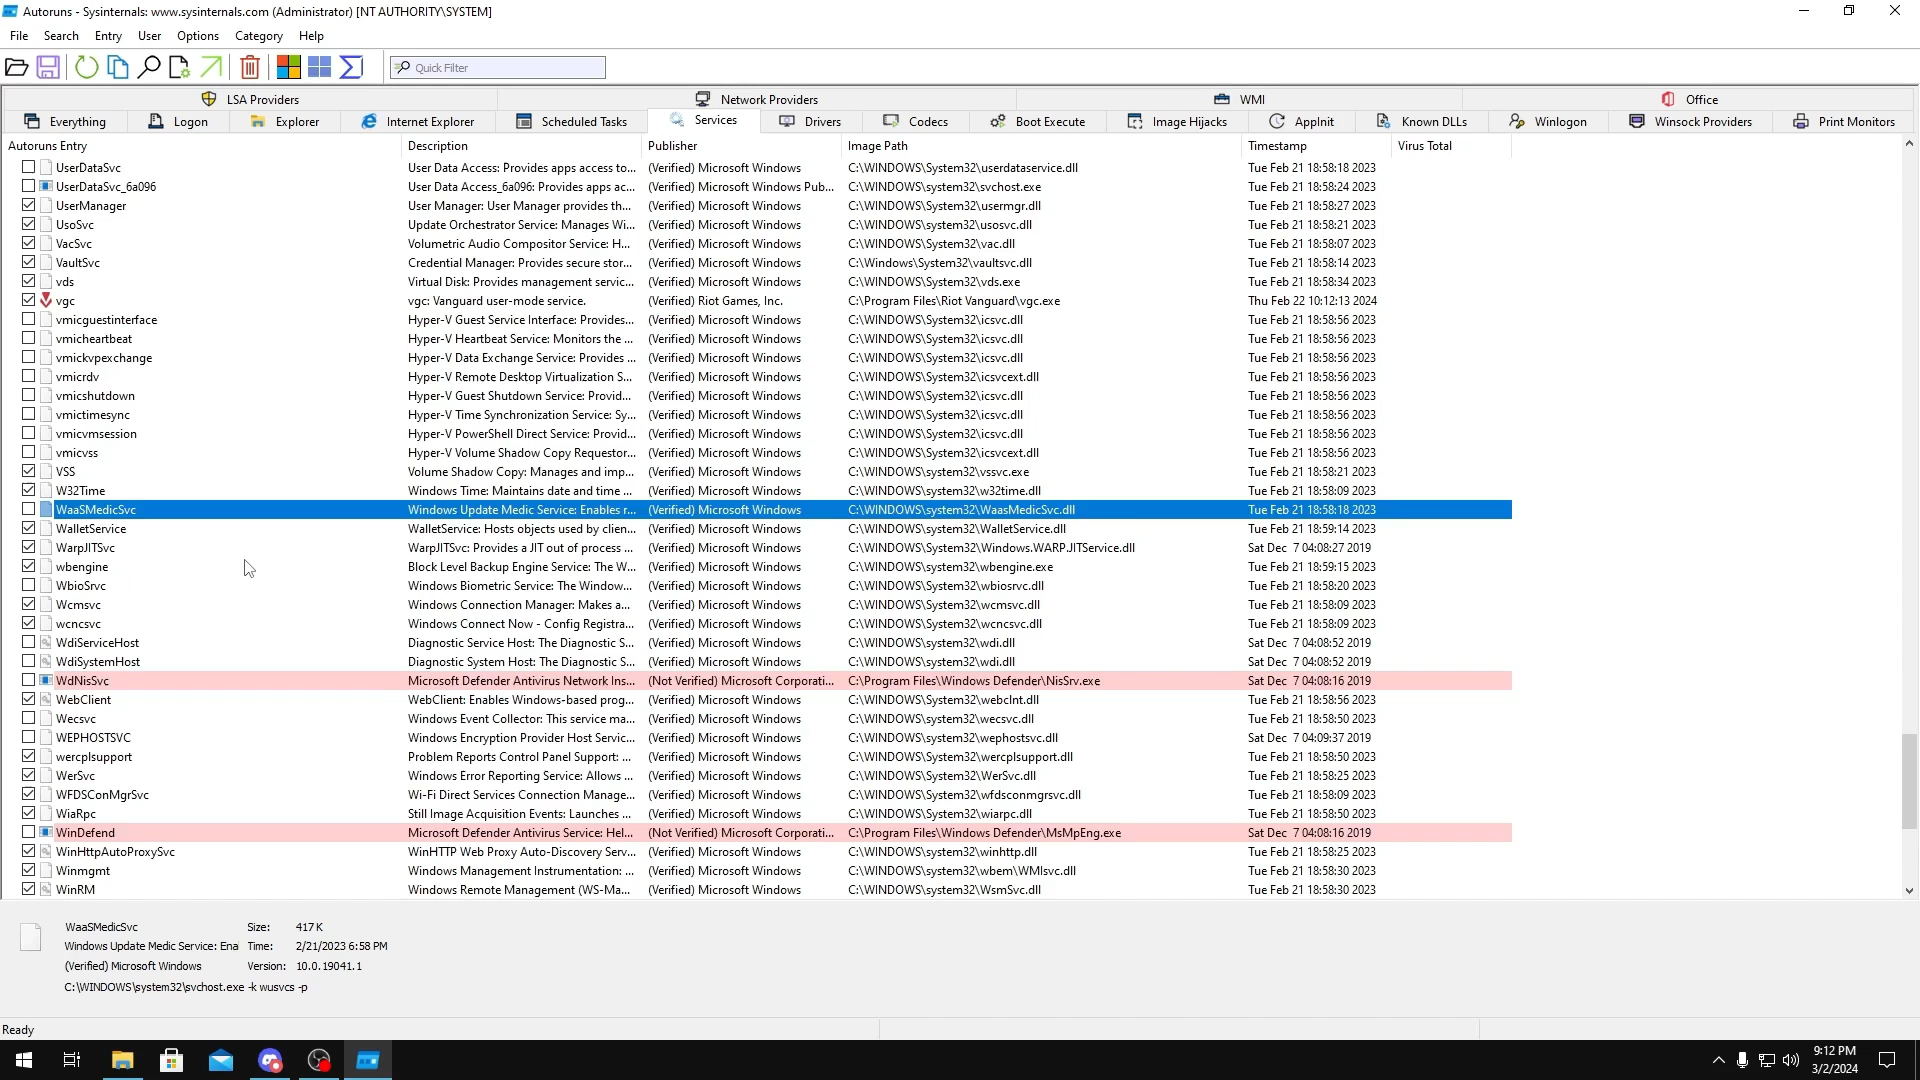 Autoruns - Sysinternals: www.sysinternals.com (Administrator) [NT AUTHORITY\SYSTEM]
File Search Entry User Options Category Help
Quick Filter
LSA Providers Network Providers WMI Office
Everything Logon Explorer Internet Explorer Scheduled Tasks Services Drivers Codecs Boot Execute Image Hijacks AppInit Known DLLs Winlogon Winsock Providers Print Monitors
Autoruns Entry Description Publisher Image Path Timestamp Virus Total
UserDataSvc User Data Access: Provides apps access to... (Verified) Microsoft Windows C:\WINDOWS\System32\userdataservice.dll Tue Feb 21 18:58:18 2023
UserDataSvc_6a096 User Data Access_6a096: Provides apps ac... (Verified) Microsoft Windows Pub... C:\WINDOWS\System32\svchost.exe Tue Feb 21 18:58:24 2023
UserManager User Manager: User Manager provides th... (Verified) Microsoft Windows C:\WINDOWS\System32\usermgr.dll Tue Feb 21 18:58:27 2023
UsoSvc Update Orchestrator Service: Manages Wi... (Verified) Microsoft Windows C:\WINDOWS\System32\usosvc.dll Tue Feb 21 18:58:21 2023
VacSvc Volumetric Audio Compositor Service: H... (Verified) Microsoft Windows C:\WINDOWS\System32\vac.dll Tue Feb 21 18:58:07 2023
VaultSvc Credential Manager: Provides secure stor... (Verified) Microsoft Windows C:\Windows\System32\vaultsvc.dll Tue Feb 21 18:58:14 2023
vds Virtual Disk: Provides management servic... (Verified) Microsoft Windows C:\WINDOWS\System32\vds.exe Tue Feb 21 18:58:34 2023
vgc vgc: Vanguard user-mode service. (Verified) Riot Games, Inc. C:\Program Files\Riot Vanguard\vgc.exe Thu Feb 22 10:12:13 2024
vmicguestinterface Hyper-V Guest Service Interface: Provides... (Verified) Microsoft Windows C:\WINDOWS\System32\icsvc.dll Tue Feb 21 18:58:56 2023
vmicheartbeat Hyper-V Heartbeat Service: Monitors the ... (Verified) Microsoft Windows C:\WINDOWS\System32\icsvc.dll Tue Feb 21 18:58:56 2023
vmickvpexchange Hyper-V Data Exchange Service: Provides ... (Verified) Microsoft Windows C:\WINDOWS\System32\icsvc.dll Tue Feb 21 18:58:56 2023
vmicrdv Hyper-V Remote Desktop Virtualization S... (Verified) Microsoft Windows C:\WINDOWS\System32\icsvcext.dll Tue Feb 21 18:58:56 2023
vmicshutdown Hyper-V Guest Shutdown Service: Provid... (Verified) Microsoft Windows C:\WINDOWS\System32\icsvc.dll Tue Feb 21 18:58:56 2023
vmictimesync Hyper-V Time Synchronization Service: Sy... (Verified) Microsoft Windows C:\WINDOWS\System32\icsvc.dll Tue Feb 21 18:58:56 2023
vmicvmsession Hyper-V PowerShell Direct Service: Provid... (Verified) Microsoft Windows C:\WINDOWS\System32\icsvc.dll Tue Feb 21 18:58:56 2023
vmicvss Hyper-V Volume Shadow Copy Requestor... (Verified) Microsoft Windows C:\WINDOWS\System32\icsvcext.dll Tue Feb 21 18:58:56 2023
VSS Volume Shadow Copy: Manages and imp... (Verified) Microsoft Windows C:\WINDOWS\System32\vssvc.exe Tue Feb 21 18:58:21 2023
W32Time Windows Time: Maintains date and time ... (Verified) Microsoft Windows C:\WINDOWS\System32\w32time.dll Tue Feb 21 18:58:09 2023
WaaSMedicSvc Windows Update Medic Service: Enables r... (Verified) Microsoft Windows C:\WINDOWS\system32\WaasMedicSvc.dll Tue Feb 21 18:58:18 2023
WalletService WalletService: Hosts objects used by clien... (Verified) Microsoft Windows C:\WINDOWS\system32\WalletService.dll Tue Feb 21 18:59:14 2023
WarpJITSvc WarpJITSvc: Provides a JIT out of process ... (Verified) Microsoft Windows C:\WINDOWS\System32\Windows.WARP.JITService.dll Sat Dec 7 04:08:27 2019
wbengine Block Level Backup Engine Service: The W... (Verified) Microsoft Windows C:\WINDOWS\system32\wbengine.exe Tue Feb 21 18:59:15 2023
WbioSrvc Windows Biometric Service: The Window... (Verified) Microsoft Windows C:\WINDOWS\System32\wbiosrvc.dll Tue Feb 21 18:58:20 2023
Wcmsvc Windows Connection Manager: Makes a... (Verified) Microsoft Windows C:\WINDOWS\System32\wcmsvc.dll Tue Feb 21 18:58:09 2023
wcncsvc Windows Connect Now - Config Registra... (Verified) Microsoft Windows C:\WINDOWS\System32\wcncsvc.dll Tue Feb 21 18:58:09 2023
WdiServiceHost Diagnostic Service Host: The Diagnostic S... (Verified) Microsoft Windows C:\WINDOWS\system32\wdi.dll Sat Dec 7 04:08:52 2019
WdiSystemHost Diagnostic System Host: The Diagnostic S... (Verified) Microsoft Windows C:\WINDOWS\system32\wdi.dll Sat Dec 7 04:08:52 2019
WdNisSvc Microsoft Defender Antivirus Network Ins... (Not Verified) Microsoft Corporati... C:\Program Files\Windows Defender\NisSrv.exe Sat Dec 7 04:08:16 2019
WebClient WebClient: Enables Windows-based prog... (Verified) Microsoft Windows C:\WINDOWS\System32\webclnt.dll Tue Feb 21 18:58:56 2023
Wecsvc Windows Event Collector: This service ma... (Verified) Microsoft Windows C:\WINDOWS\system32\wecsvc.dll Tue Feb 21 18:58:50 2023
WEPHOSTSVC Windows Encryption Provider Host Servic... (Verified) Microsoft Windows C:\WINDOWS\system32\wephostsvc.dll Sat Dec 7 04:09:37 2019
wercplsupport Problem Reports Control Panel Support: ... (Verified) Microsoft Windows C:\WINDOWS\System32\wercplsupport.dll Tue Feb 21 18:58:50 2023
WerSvc Windows Error Reporting Service: Allows ... (Verified) Microsoft Windows C:\WINDOWS\System32\WerSvc.dll Tue Feb 21 18:58:25 2023
WFDSConMgrSvc Wi-Fi Direct Services Connection Manage... (Verified) Microsoft Windows C:\WINDOWS\System32\wfdsconmgrsvc.dll Tue Feb 21 18:58:09 2023
WiaRpc Still Image Acquisition Events: Launches ... (Verified) Microsoft Windows C:\WINDOWS\System32\wiarpc.dll Tue Feb 21 18:58:50 2023
WinDefend Microsoft Defender Antivirus Service: Hel... (Not Verified) Microsoft Corporati... C:\Program Files\Windows Defender\MsMpEng.exe Sat Dec 7 04:08:16 2019
WinHttpAutoProxySvc WinHTTP Web Proxy Auto-Discovery Serv... (Verified) Microsoft Windows C:\WINDOWS\system32\winhttp.dll Tue Feb 21 18:58:25 2023
Winmgmt Windows Management Instrumentation: ... (Verified) Microsoft Windows C:\WINDOWS\system32\wbem\WMIsvc.dll Tue Feb 21 18:58:30 2023
WinRM Windows Remote Management (WS-Ma... (Verified) Microsoft Windows C:\WINDOWS\system32\WsmSvc.dll Tue Feb 21 18:58:30 2023
WaaSMedicSvc Size: 417 K
Windows Update Medic Service: Ena Time: 2/21/2023 6:58 PM
(Verified) Microsoft Windows Version: 10.0.19041.1
C:\WINDOWS\system32\svchost.exe -k wusvcs -p
Ready
9:12 PM
3/2/2024